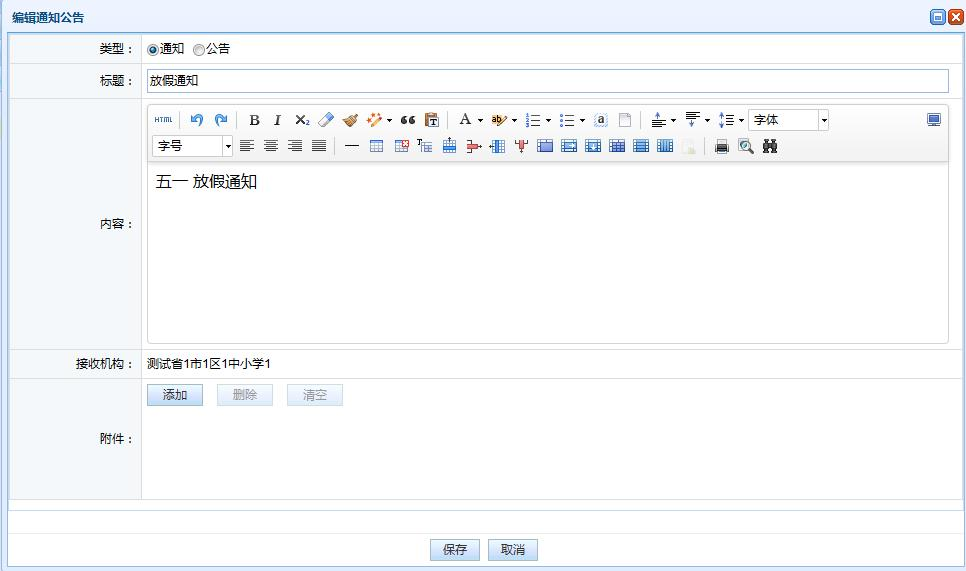 编辑通知公告
类型： 通知 公告
标题： 放假通知
HTML B I X₂ A ab 字体
字号
内容： 五一 放假通知
接收机构： 测试省1市1区1中小学1
添加 删除 清空
附件：
保存 取消